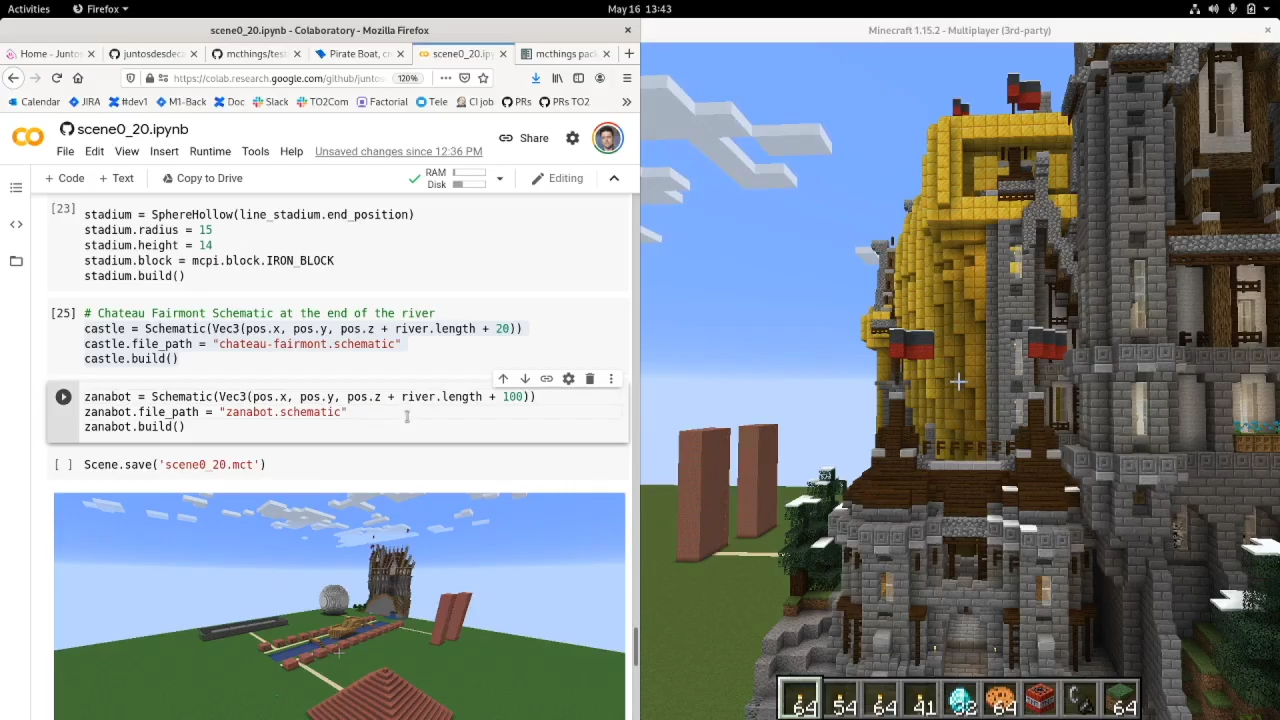 Activities
Firefox
May 16 13:43
scene0_20.ipynb - Colaboratory - Mozilla Firefox
Minecraft 1.15.2 - Multiplayer (3rd-party)
Home - Juntos
juntosdesdec
mcthings/test
Pirate Boat, cr
scene0_20.ipy
mcthings pack
https://colab.research.google.com/github/juntos
120%
Calendar
JIRA
#dev1
M1-Back
Doc
Slack
TO2Com
Factorial
Tele
CI job
PRs
PRs TO2
scene0_20.ipynb
Share
File Edit View Insert Runtime Tools Help Unsaved changes since 12:36 PM
+ Code + Text Copy to Drive
RAM
Disk
Editing
[23] stadium = SphereHollow(line_stadium.end_position)
stadium.radius = 15
stadium.height = 14
stadium.block = mcpi.block.IRON_BLOCK
stadium.build()
[25] # Chateau Fairmont Schematic at the end of the river
castle = Schematic(Vec3(pos.x, pos.y, pos.z + river.length + 20))
castle.file_path = "chateau-fairmont.schematic"
castle.build()
zanabot = Schematic(Vec3(pos.x, pos.y, pos.z + river.length + 100))
zanabot.file_path = "zanabot.schematic"
zanabot.build()
[ ] Scene.save('scene0_20.mct')
64 54 64 41 64 64